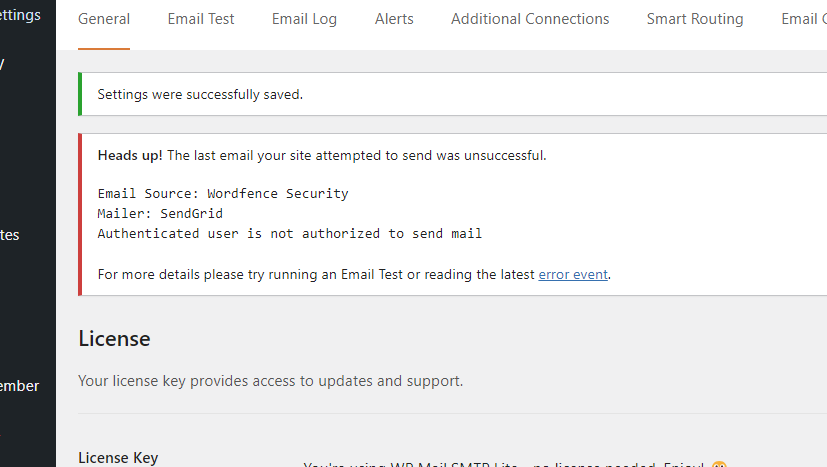 ettings
General Email Test Email Log Alerts Additional Connections Smart Routing Email
Settings were successfully saved.
Heads up! The last email your site attempted to send was unsuccessful.
Email Source: Wordfence Security
Mailer: SendGrid
Authenticated user is not authorized to send mail
For more details please try running an Email Test or reading the latest error event.
tes
License
Your license key provides access to updates and support.
ember
License Key
You're using WP Mail SMTP Lite - no license needed. Enjoy! 🙂